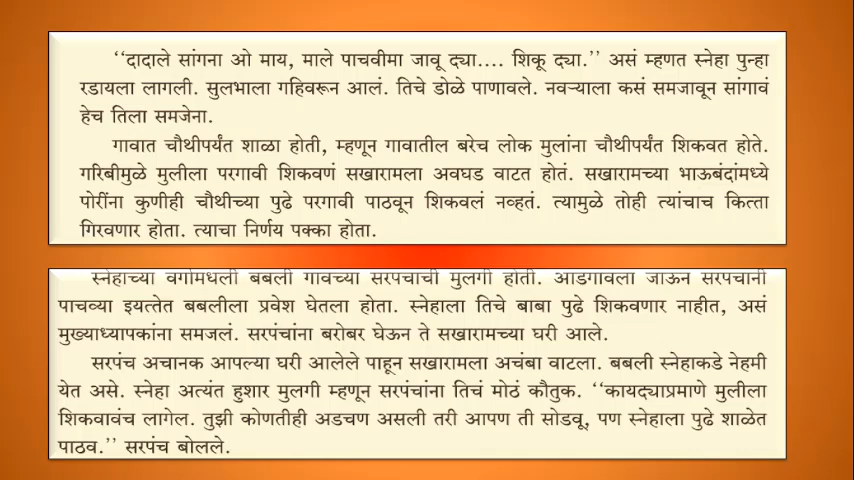 ‘‘दादाले सांगना ओ माय, माले पाचवीमा जावू द्या.... शिकू द्या.’’ असं म्हणत स्नेहा पुन्हा
रडायला लागली. सुलभाला गहिवरून आलं. तिचे डोळे पाणावले. नवऱ्याला कसं समजावून सांगावं
हेच तिला समजेना.
गावात चौथीपर्यंत शाळा होती, म्हणून गावातील बरेच लोक मुलांना चौथीपर्यंत शिकवत होते.
गरिबीमुळे मुलीला परगावी शिकवणं सखारामला अवघड वाटत होतं. सखारामच्या भाऊबंदांमध्ये
पोरींना कुणीही चौथीच्या पुढे परगावी पाठवून शिकवलं नव्हतं. त्यामुळे तोही त्यांचाच कित्ता
गिरवणार होता. त्याचा निर्णय पक्का होता.
स्नेहाच्या वर्गामधली बबली गावच्या सरपंचाची मुलगी होती. आडगावला जाऊन सरपंचानी
पाचव्या इयत्तेत बबलीला प्रवेश घेतला होता. स्नेहाला तिचे बाबा पुढे शिकवणार नाहीत, असं
मुख्याध्यापकांना समजलं. सरपंचांना बरोबर घेऊन ते सखारामच्या घरी आले.
सरपंच अचानक आपल्या घरी आलेले पाहून सखारामला अचंबा वाटला. बबली स्नेहाकडे नेहमी
येत असे. स्नेहा अत्यंत हुशार मुलगी म्हणून सरपंचांना तिचं मोठं कौतुक. ‘‘कायद्याप्रमाणे मुलीला
शिकवावंच लागेल. तुझी कोणतीही अडचण असली तरी आपण ती सोडवू, पण स्नेहाला पुढे शाळेत
पाठव.’’ सरपंच बोलले.